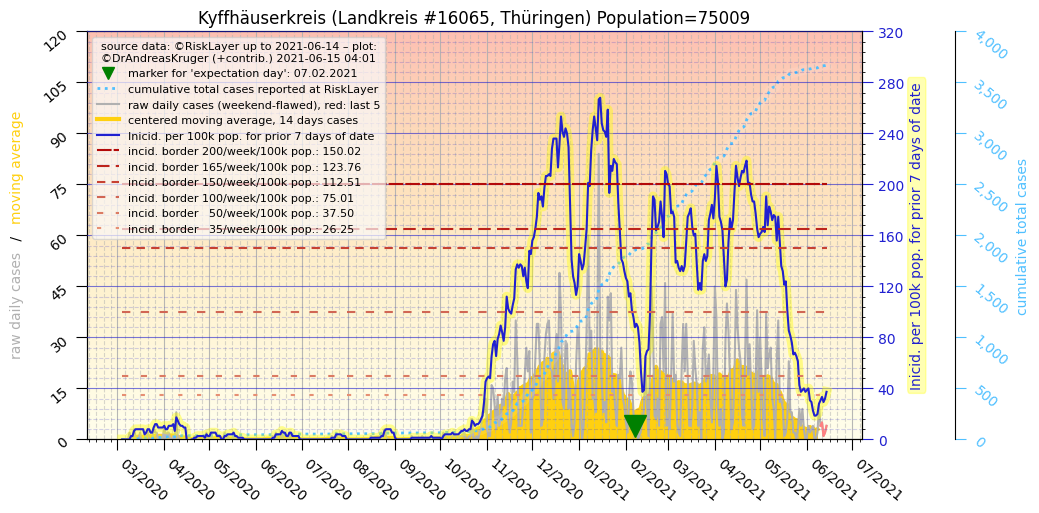 Kyffhäuserkreis (Landkreis #16065, Thüringen) Population=75009
source data: ©RiskLayer up to 2021-06-14 – plot:
©DrAndreasKruger (+contrib.) 2021-06-15 04:01
marker for 'expectation day': 07.02.2021
cumulative total cases reported at RiskLayer
raw daily cases (weekend-flawed), red: last 5
centered moving average, 14 days cases
Inicid. per 100k pop. for prior 7 days of date
incid. border 200/week/100k pop.: 150.02
incid. border 165/week/100k pop.: 123.76
incid. border 150/week/100k pop.: 112.51
incid. border 100/week/100k pop.: 75.01
incid. border   50/week/100k pop.: 37.50
incid. border   35/week/100k pop.: 26.25
raw daily cases   /   moving average
120
105
90
75
60
45
30
15
0
03/2020
04/2020
05/2020
06/2020
07/2020
08/2020
09/2020
10/2020
11/2020
12/2020
01/2021
02/2021
03/2021
04/2021
05/2021
06/2021
07/2021
320
280
240
200
160
120
80
40
0
Inicid. per 100k pop. for prior 7 days of date
4,000
3,500
3,000
2,500
2,000
1,500
1,000
500
0
cumulative total cases